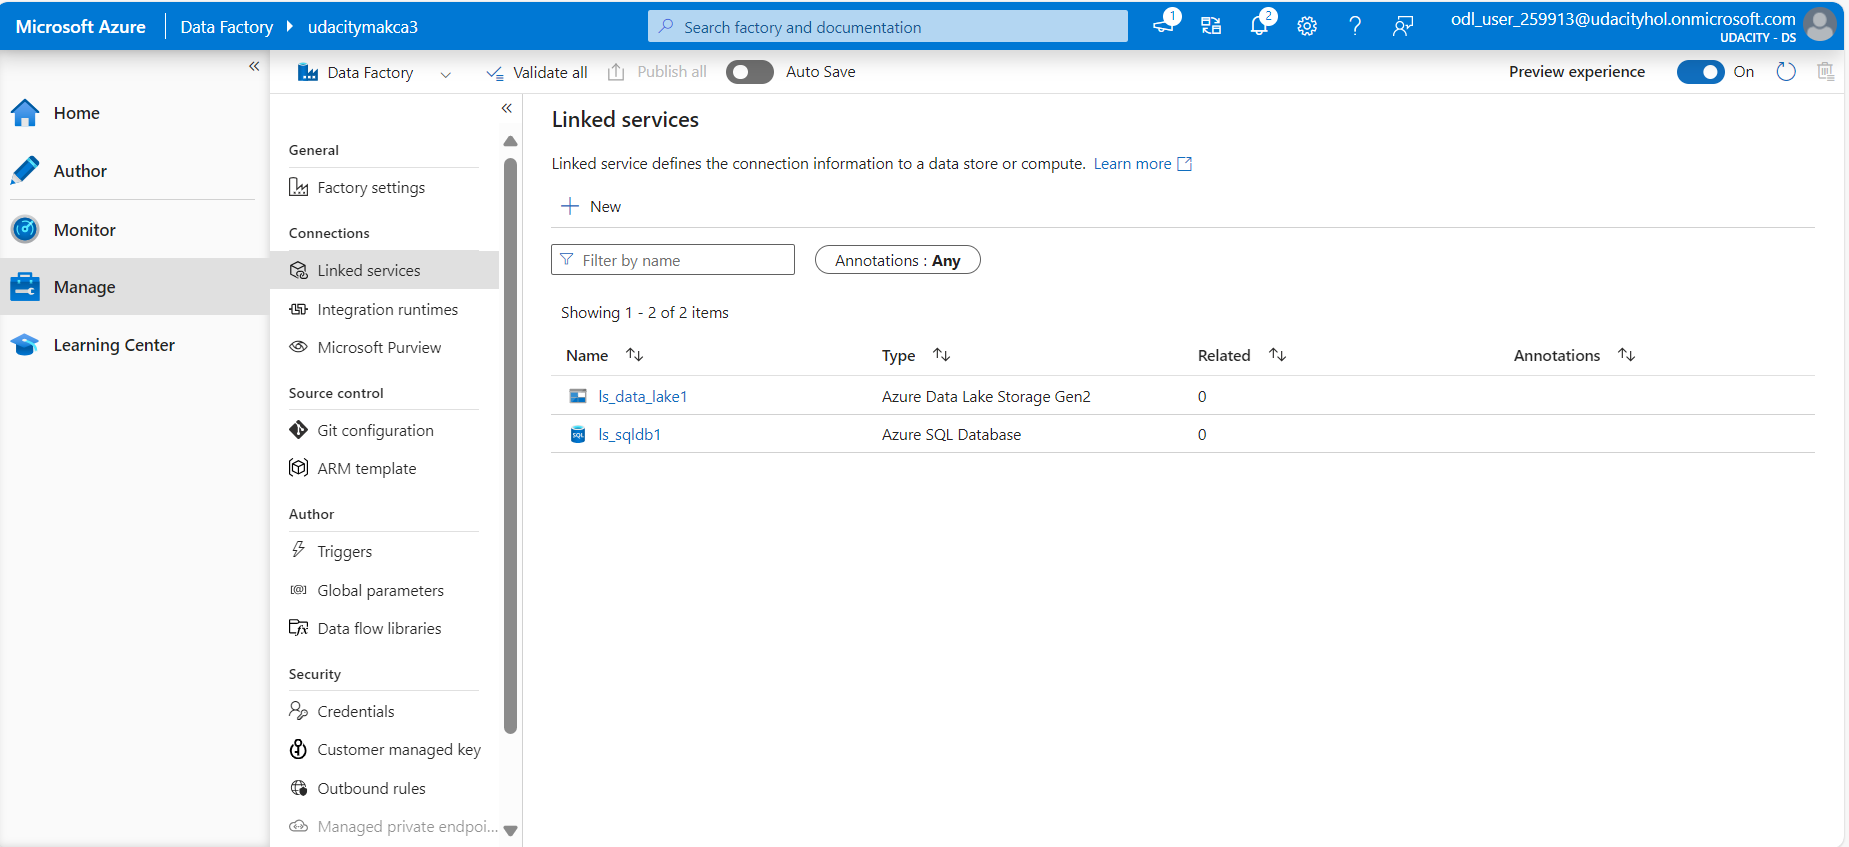 Microsoft Azure
Data Factory
udacitymakca3
Search factory and documentation
1
2
odl_user_259913@udacityhol.onmicrosoft.com
UDACITY - DS
Data Factory
Validate all
Publish all
Auto Save
Preview experience
On
Home
Author
Monitor
Manage
Learning Center
General
Factory settings
Connections
Linked services
Integration runtimes
Microsoft Purview
Source control
Git configuration
ARM template
Author
Triggers
Global parameters
Data flow libraries
Security
Credentials
Customer managed key
Outbound rules
Managed private endpoi...
Linked services
Linked service defines the connection information to a data store or compute. Learn more
New
Filter by name
Annotations : Any
Showing 1 - 2 of 2 items
Name Type Related Annotations
ls_data_lake1 Azure Data Lake Storage Gen2 0
SQL ls_sqldb1 Azure SQL Database 0